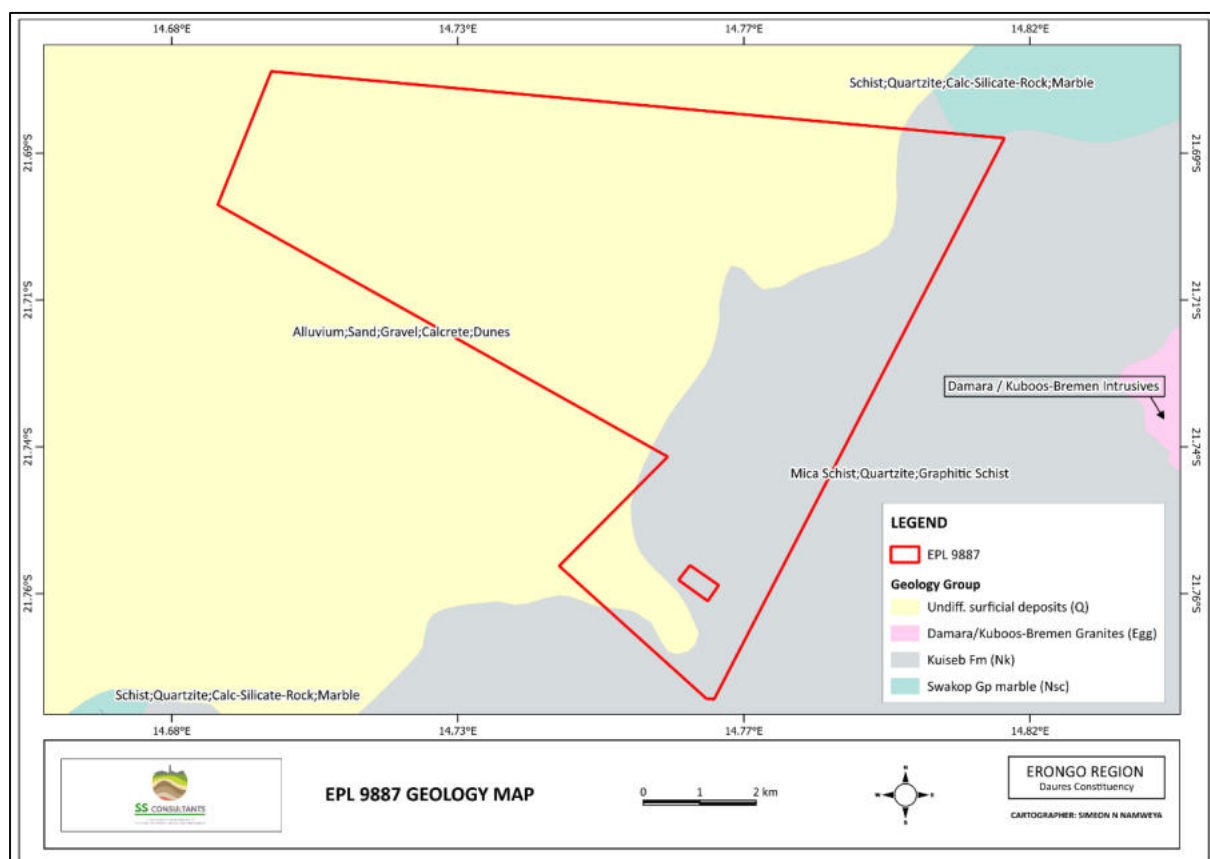 14.68°E 14.73°E 14.77°E 14.82°E
Schist;Quartzite;Calc-Silicate-Rock;Marble
21.69°S 21.69°S
21.71°S 21.71°S
Alluvium;Sand;Gravel;Calcrete;Dunes
Damara / Kuboos-Bremen Intrusives
21.74°S 21.74°S
Mica Schist;Quartzite;Graphitic Schist
LEGEND
EPL 9887
Geology Group
21.76°S 21.76°S
Undiff. surficial deposits (Q)
Damara/Kuboos-Bremen Granites (Egg)
Kuiseb Fm (Nk)
Swakop Gp marble (Nsc)
Schist;Quartzite;Calc-Silicate-Rock;Marble
14.68°E 14.73°E 14.77°E 14.82°E
SS CONSULTANTS
EPL 9887 GEOLOGY MAP
0 1 2 km
N
W E
S
ERONGO REGION
Daures Constituency
CARTOGRAPHER: SIMEON N NAMWEYA